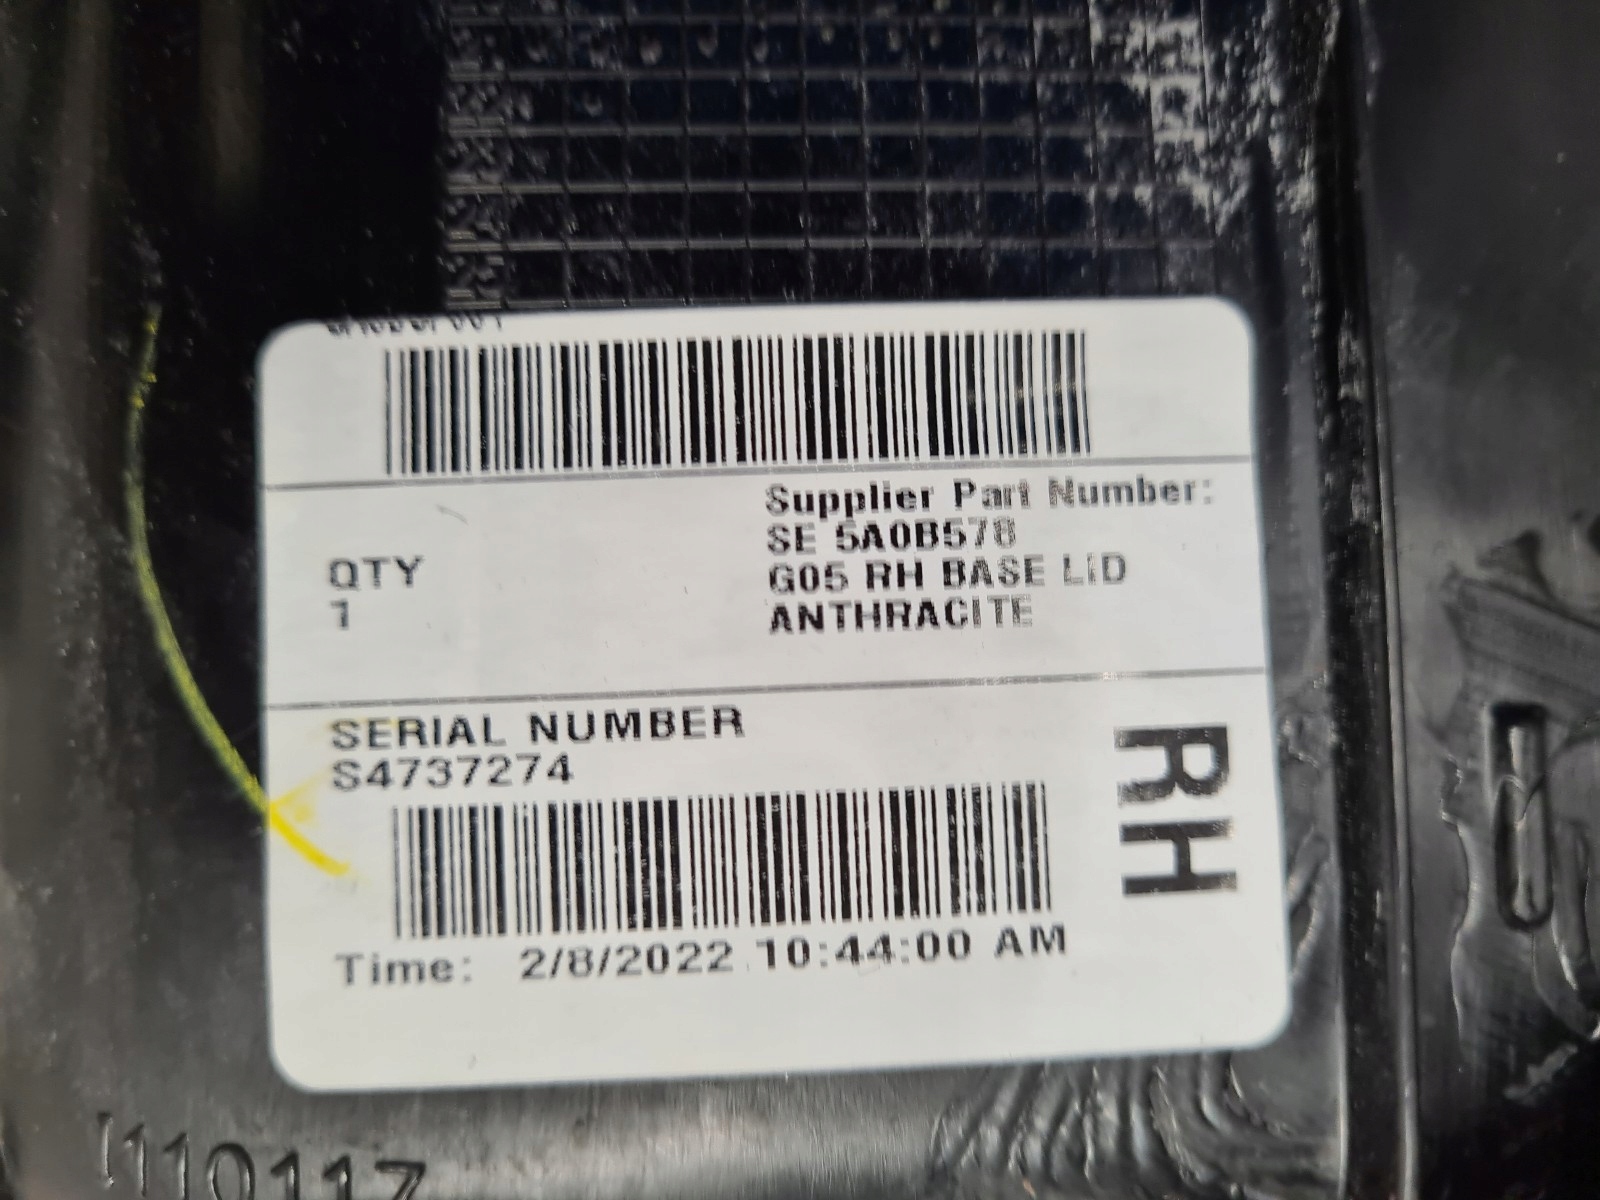 QTY
1
Supplier Part Number:
SE 5A0B578
G05 RH BASE LID
ANTHRACITE
SERIAL NUMBER
S4737274
RH
Time: 2/8/2022 10:44:00 AM